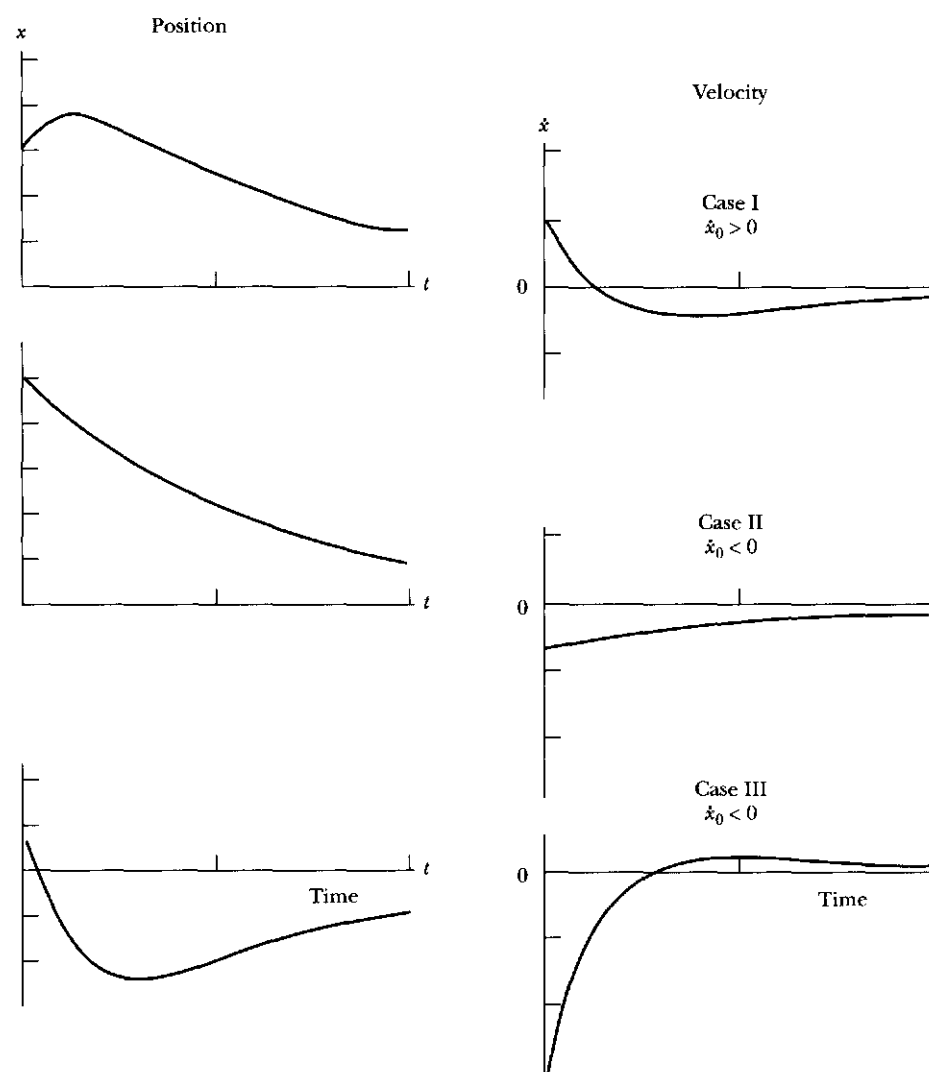 Position
x
t
t
t
Time
Velocity
ẋ
Case I
ẋ₀ > 0
0
Case II
ẋ₀ < 0
0
Case III
ẋ₀ < 0
0
Time